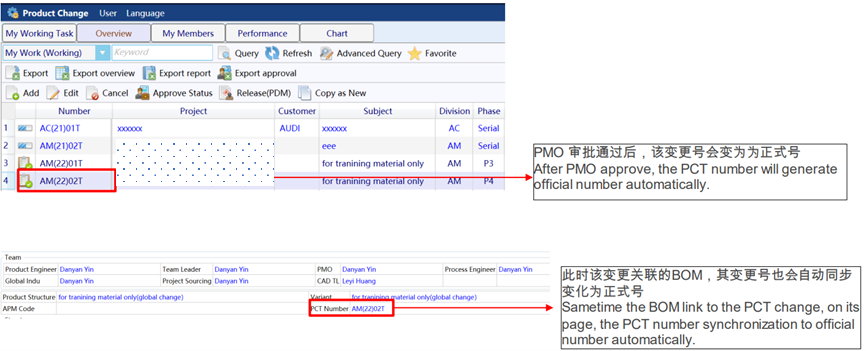 Product Change User Language
My Working Task Overview My Members Performance Chart
My Work (Working) Keyword Query Refresh Advanced Query Favorite
Export Export overview Export report Export approval
Add Edit Cancel Approve Status Release(PDM) Copy as New
Number Project Customer Subject Division Phase
1 AC(21)01T xxxxxx AUDI xxxxxx AC Serial
2 AM(21)02T eee AM Serial
3 AM(22)01T for tranining material only AM P3
4 AM(22)02T for tranining material only AM P4
PMO 审批通过后，该变更号会变为为正式号
After PMO approve, the PCT number will generate
official number automatically.
Team
Product Engineer Danyan Yin Team Leader Danyan Yin PMO Danyan Yin Process Engineer Danyan Yin
Global Indu Danyan Yin Project Sourcing Danyan Yin CAD TL Leyi Huang
Product Structure for tranining material only(global change) Variant for tranining material only(global change)
APM Code PCT Number AM(22)02T
此时该变更关联的BOM，其变更号也会自动同步
变化为正式号
Sametime the BOM link to the PCT change, on its
page, the PCT number synchronization to official
number automatically.